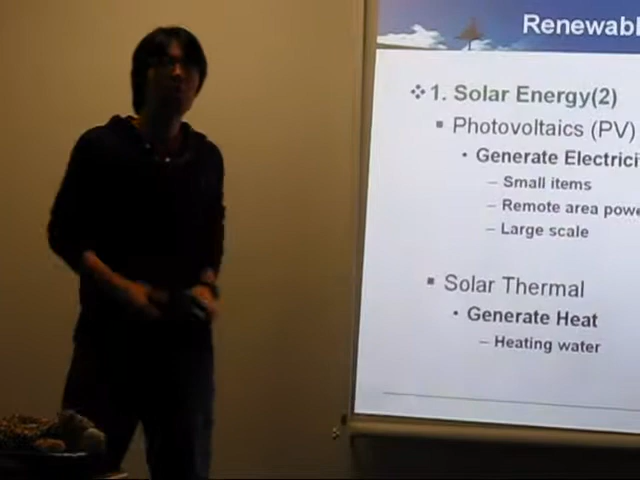 Renewabl
1. Solar Energy(2)
Photovoltaics (PV)
Generate Electrici
Small items
Remote area powe
Large scale
Solar Thermal
Generate Heat
Heating water